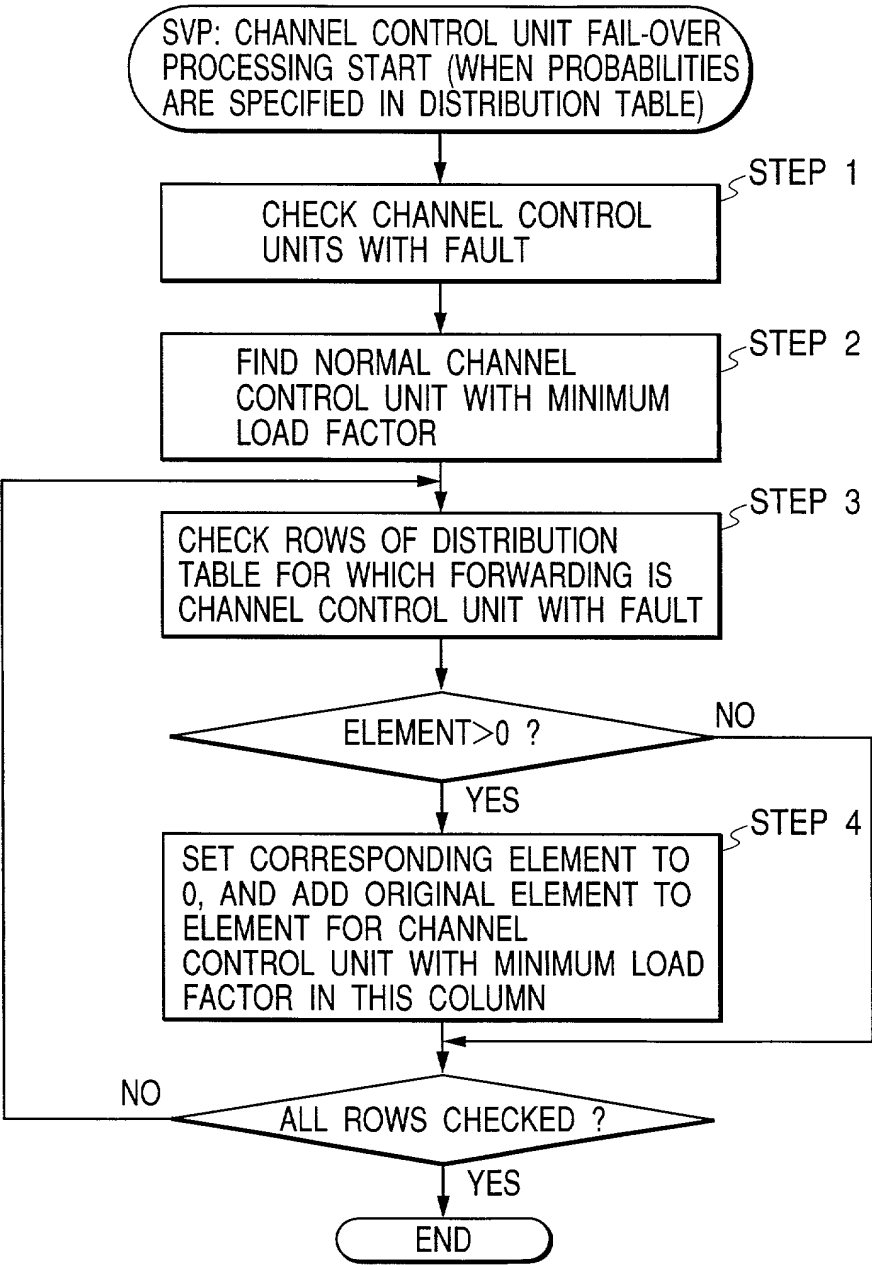 SVP: CHANNEL CONTROL UNIT FAIL-OVER
PROCESSING START (WHEN PROBABILITIES
ARE SPECIFIED IN DISTRIBUTION TABLE)
STEP 1
CHECK CHANNEL CONTROL
UNITS WITH FAULT
STEP 2
FIND NORMAL CHANNEL
CONTROL UNIT WITH MINIMUM
LOAD FACTOR
STEP 3
CHECK ROWS OF DISTRIBUTION
TABLE FOR WHICH FORWARDING IS
CHANNEL CONTROL UNIT WITH FAULT
ELEMENT>0 ?
NO
YES
STEP 4
SET CORRESPONDING ELEMENT TO
0, AND ADD ORIGINAL ELEMENT TO
ELEMENT FOR CHANNEL
CONTROL UNIT WITH MINIMUM LOAD
FACTOR IN THIS COLUMN
NO
ALL ROWS CHECKED ?
YES
END